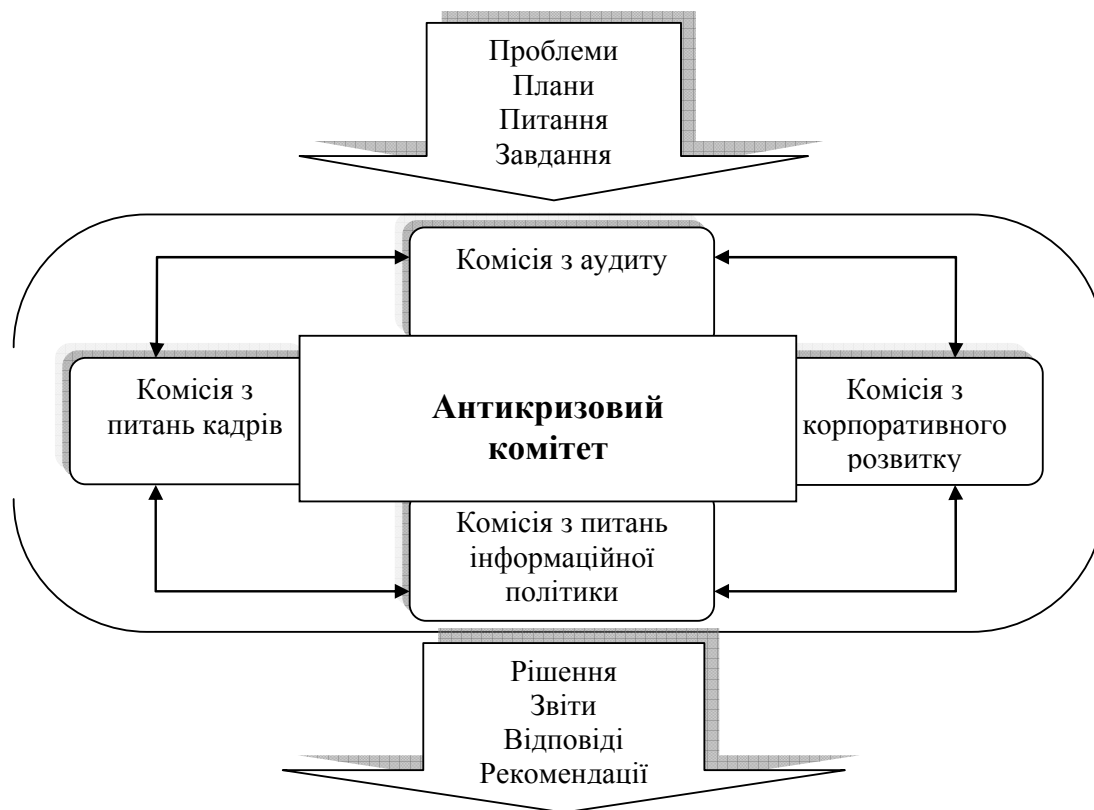 Проблеми
Плани
Питання
Завдання
Комісія з аудиту
Комісія з
питань кадрів
Антикризовий
комітет
Комісія з
корпоративного
розвитку
Комісія з питань
інформаційної
політики
Рішення
Звіти
Відповіді
Рекомендації